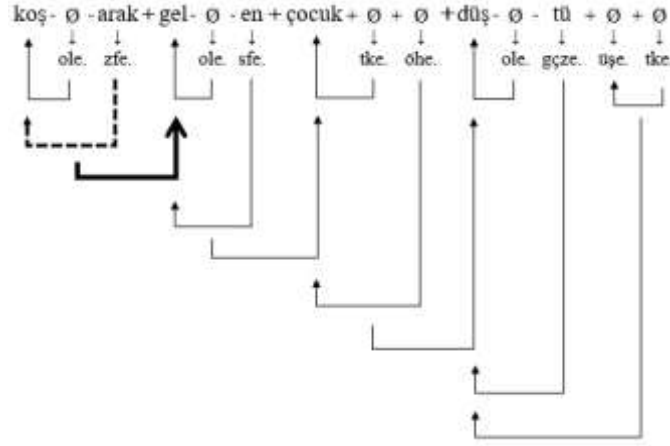 koş- Ø -arak+gel- Ø - en + çocuk + Ø + Ø +düş- Ø - tü + Ø + Ø
ole. zfe. ole. sfe. tke. öhe. ole. gçze. üşe. tke